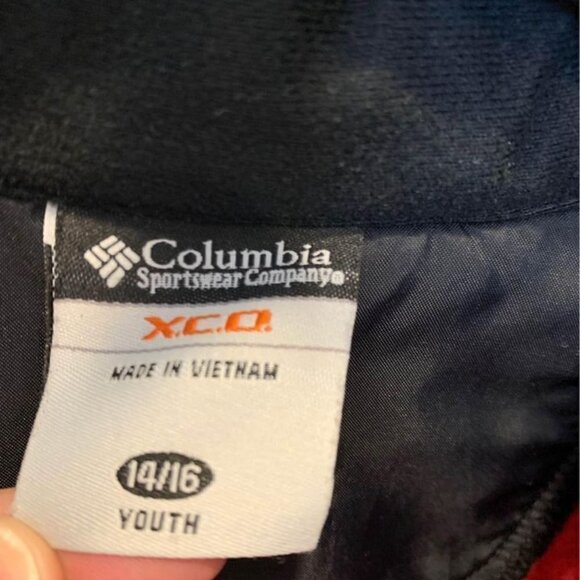 Columbia
Sportswear Company®
X.C.O.
MADE IN VIETNAM
14/16
YOUTH